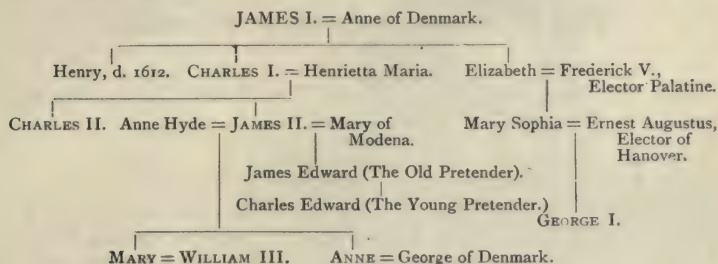 JAMES I. = Anne of Denmark.
Henry, d. 1612. CHARLES I. = Henrietta Maria. Elizabeth = Frederick V.,
Elector Palatine.
CHARLES II. Anne Hyde = JAMES II. = Mary of
Modena.
Mary Sophia = Ernest Augustus,
Elector of
Hanover.
James Edward (The Old Pretender).
Charles Edward (The Young Pretender.)
GEORGE I.
MARY = WILLIAM III. ANNE = George of Denmark.